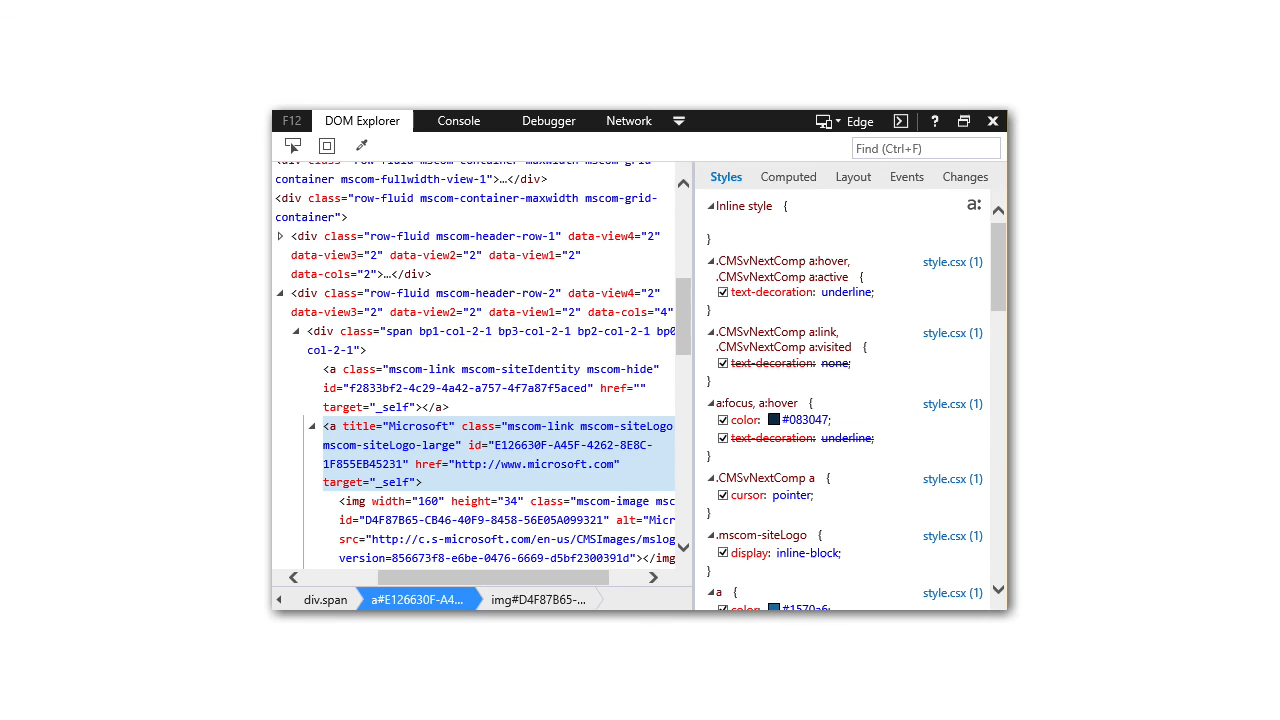 F12 DOM Explorer Console Debugger Network Edge ?
Find (Ctrl+F)
<div class="row-fluid mscom-container-maxwidth mscom-grid-
container mscom-fullwidth-view-1">…</div>
<div class="row-fluid mscom-container-maxwidth mscom-grid-
container">
<div class="row-fluid mscom-header-row-1" data-view4="2"
data-view3="2" data-view2="2" data-view1="2"
data-cols="2">…</div>
<div class="row-fluid mscom-header-row-2" data-view4="2"
data-view3="2" data-view2="2" data-view1="2" data-cols="4"
<div class="span bp1-col-2-1 bp3-col-2-1 bp2-col-2-1 bp0
col-2-1">
<a class="mscom-link mscom-siteIdentity mscom-hide"
id="f2833bf2-4c29-4a42-a757-4f7a87f5aced" href=""
target="_self"></a>
<a title="Microsoft" class="mscom-link mscom-siteLogo
mscom-siteLogo-large" id="E126630F-A45F-4262-8E8C-
1F855EB45231" href="http://www.microsoft.com"
target="_self">
<img width="160" height="34" class="mscom-image msc
id="D4F87B65-CB46-40F9-8458-56E05A099321" alt="Micr
src="http://c.s-microsoft.com/en-us/CMSImages/mslog
version=856673f8-e6be-0476-6669-d5bf2300391d"></img
div.span a#E126630F-A4... img#D4F87B65-...
Styles Computed Layout Events Changes
Inline style { a:
}
.CMSvNextComp a:hover, style.csx (1)
.CMSvNextComp a:active {
text-decoration: underline;
}
.CMSvNextComp a:link, style.csx (1)
.CMSvNextComp a:visited {
text-decoration: none;
}
a:focus, a:hover { style.csx (1)
color: #083047;
text-decoration: underline;
}
.CMSvNextComp a { style.csx (1)
cursor: pointer;
}
.mscom-siteLogo { style.csx (1)
display: inline-block;
}
a { style.csx (1)
color: #1570a6;